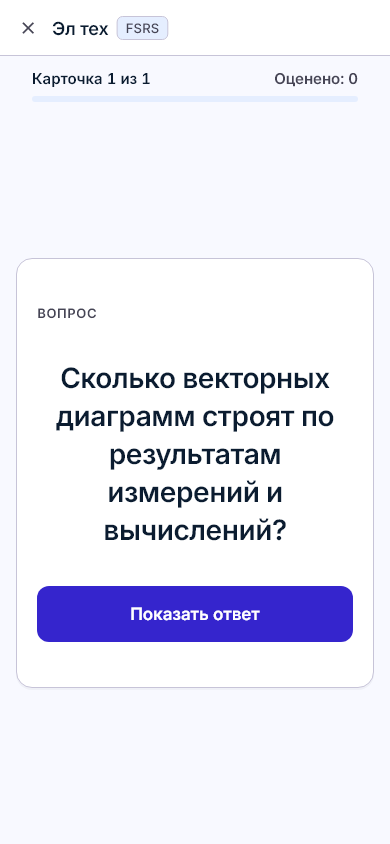 Эл тех FSRS
Карточка 1 из 1 Оценено: 0
ВОПРОС
Сколько векторных
диаграмм строят по
результатам
измерений и
вычислений?
Показать ответ